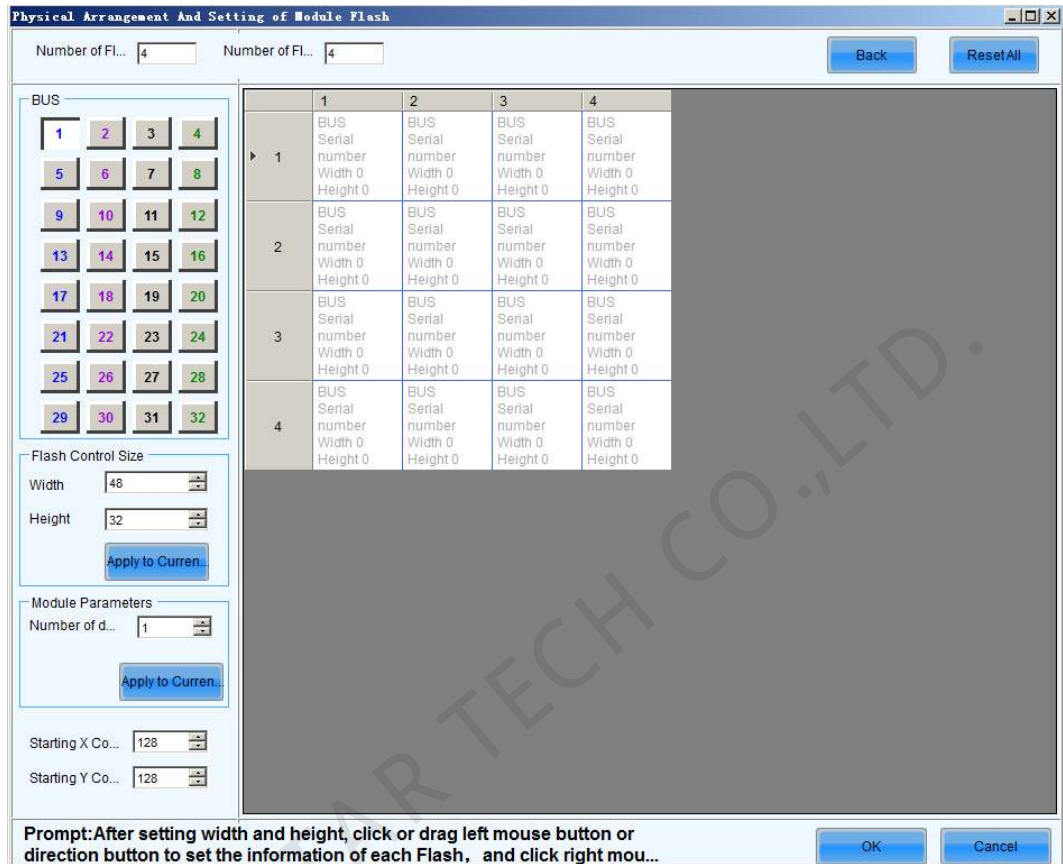 Physical Arrangement And Setting of Module Flash
Number of Fl... 4 Number of Fl... 4 Back Reset All
BUS
1 2 3 4
5 6 7 8
9 10 11 12
13 14 15 16
17 18 19 20
21 22 23 24
25 26 27 28
29 30 31 32
Flash Control Size
Width 48
Height 32
Apply to Curren...
Module Parameters
Number of d... 1
Apply to Curren...
Starting X Co... 128
Starting Y Co... 128
1 2 3 4
1
BUS BUS BUS BUS
Serial Serial Serial Serial
number number number number
Width 0 Width 0 Width 0 Width 0
Height 0 Height 0 Height 0 Height 0
2
BUS BUS BUS BUS
Serial Serial Serial Serial
number number number number
Width 0 Width 0 Width 0 Width 0
Height 0 Height 0 Height 0 Height 0
3
BUS BUS BUS BUS
Serial Serial Serial Serial
number number number number
Width 0 Width 0 Width 0 Width 0
Height 0 Height 0 Height 0 Height 0
4
BUS BUS BUS BUS
Serial Serial Serial Serial
number number number number
Width 0 Width 0 Width 0 Width 0
Height 0 Height 0 Height 0 Height 0
TECH CO.,LTD.
Prompt:After setting width and height, click or drag left mouse button or
direction button to set the information of each Flash, and click right mou...
OK Cancel